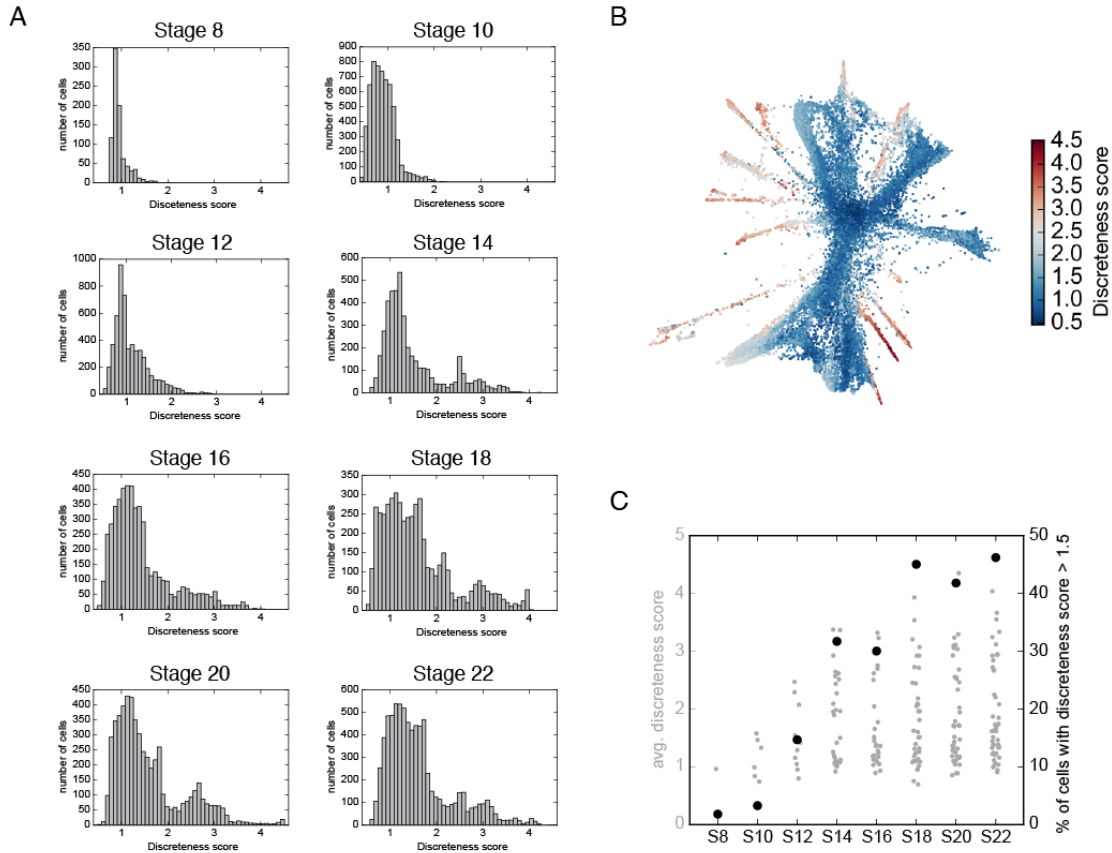 A
Stage 8
350
300
250
200
150
100
50
0
number of cells
1 2 3 4
Disceteness score
Stage 10
900
800
700
600
500
400
300
200
100
0
number of cells
1 2 3 4
Disceteness score
Stage 12
1000
800
600
400
200
0
number of cells
1 2 3 4
Discreteness score
Stage 14
600
500
400
300
200
100
0
number of cells
1 2 3 4
Discreteness score
Stage 16
450
400
350
300
250
200
150
100
50
0
number of cells
1 2 3 4
Discreteness score
Stage 18
350
300
250
200
150
100
50
0
number of cells
1 2 3 4
Discreteness score
Stage 20
450
400
350
300
250
200
150
100
50
0
number of cells
1 2 3 4
Discreteness score
Stage 22
600
500
400
300
200
100
0
number of cells
1 2 3 4
Discreteness score
B
4.5
4.0
3.5
3.0
2.5
2.0
1.5
1.0
0.5
Discreteness score
C
5
4
3
2
1
0
avg. discreteness score
50
40
30
20
10
0
% of cells with discreteness score > 1.5
S8 S10 S12 S14 S16 S18 S20 S22